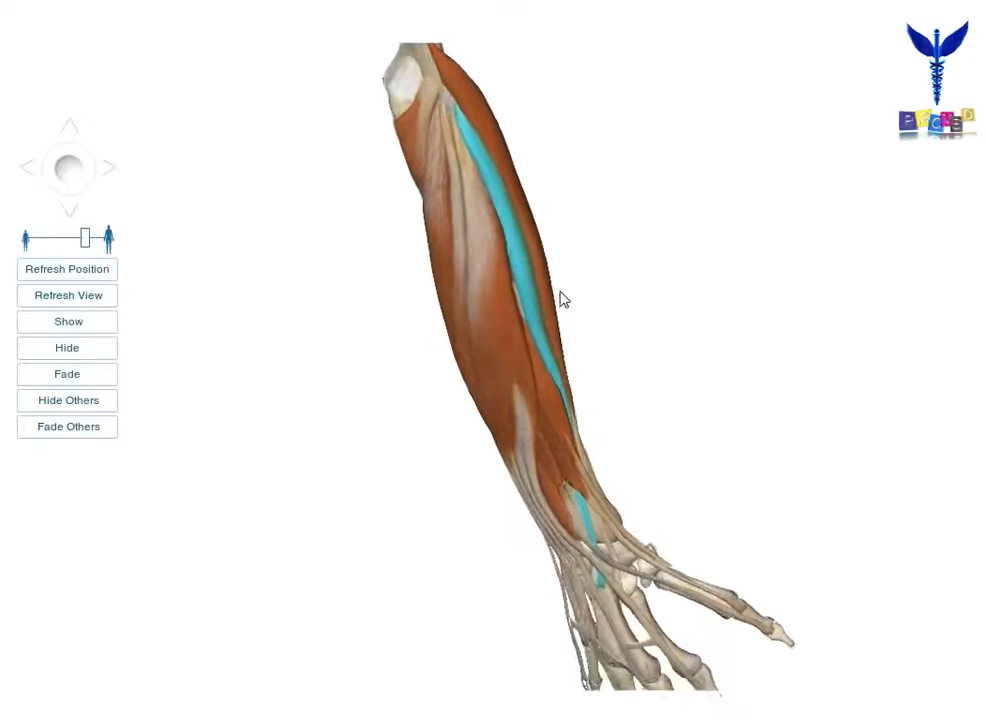 Refresh Position
Refresh View
Show
Hide
Fade
Hide Others
Fade Others